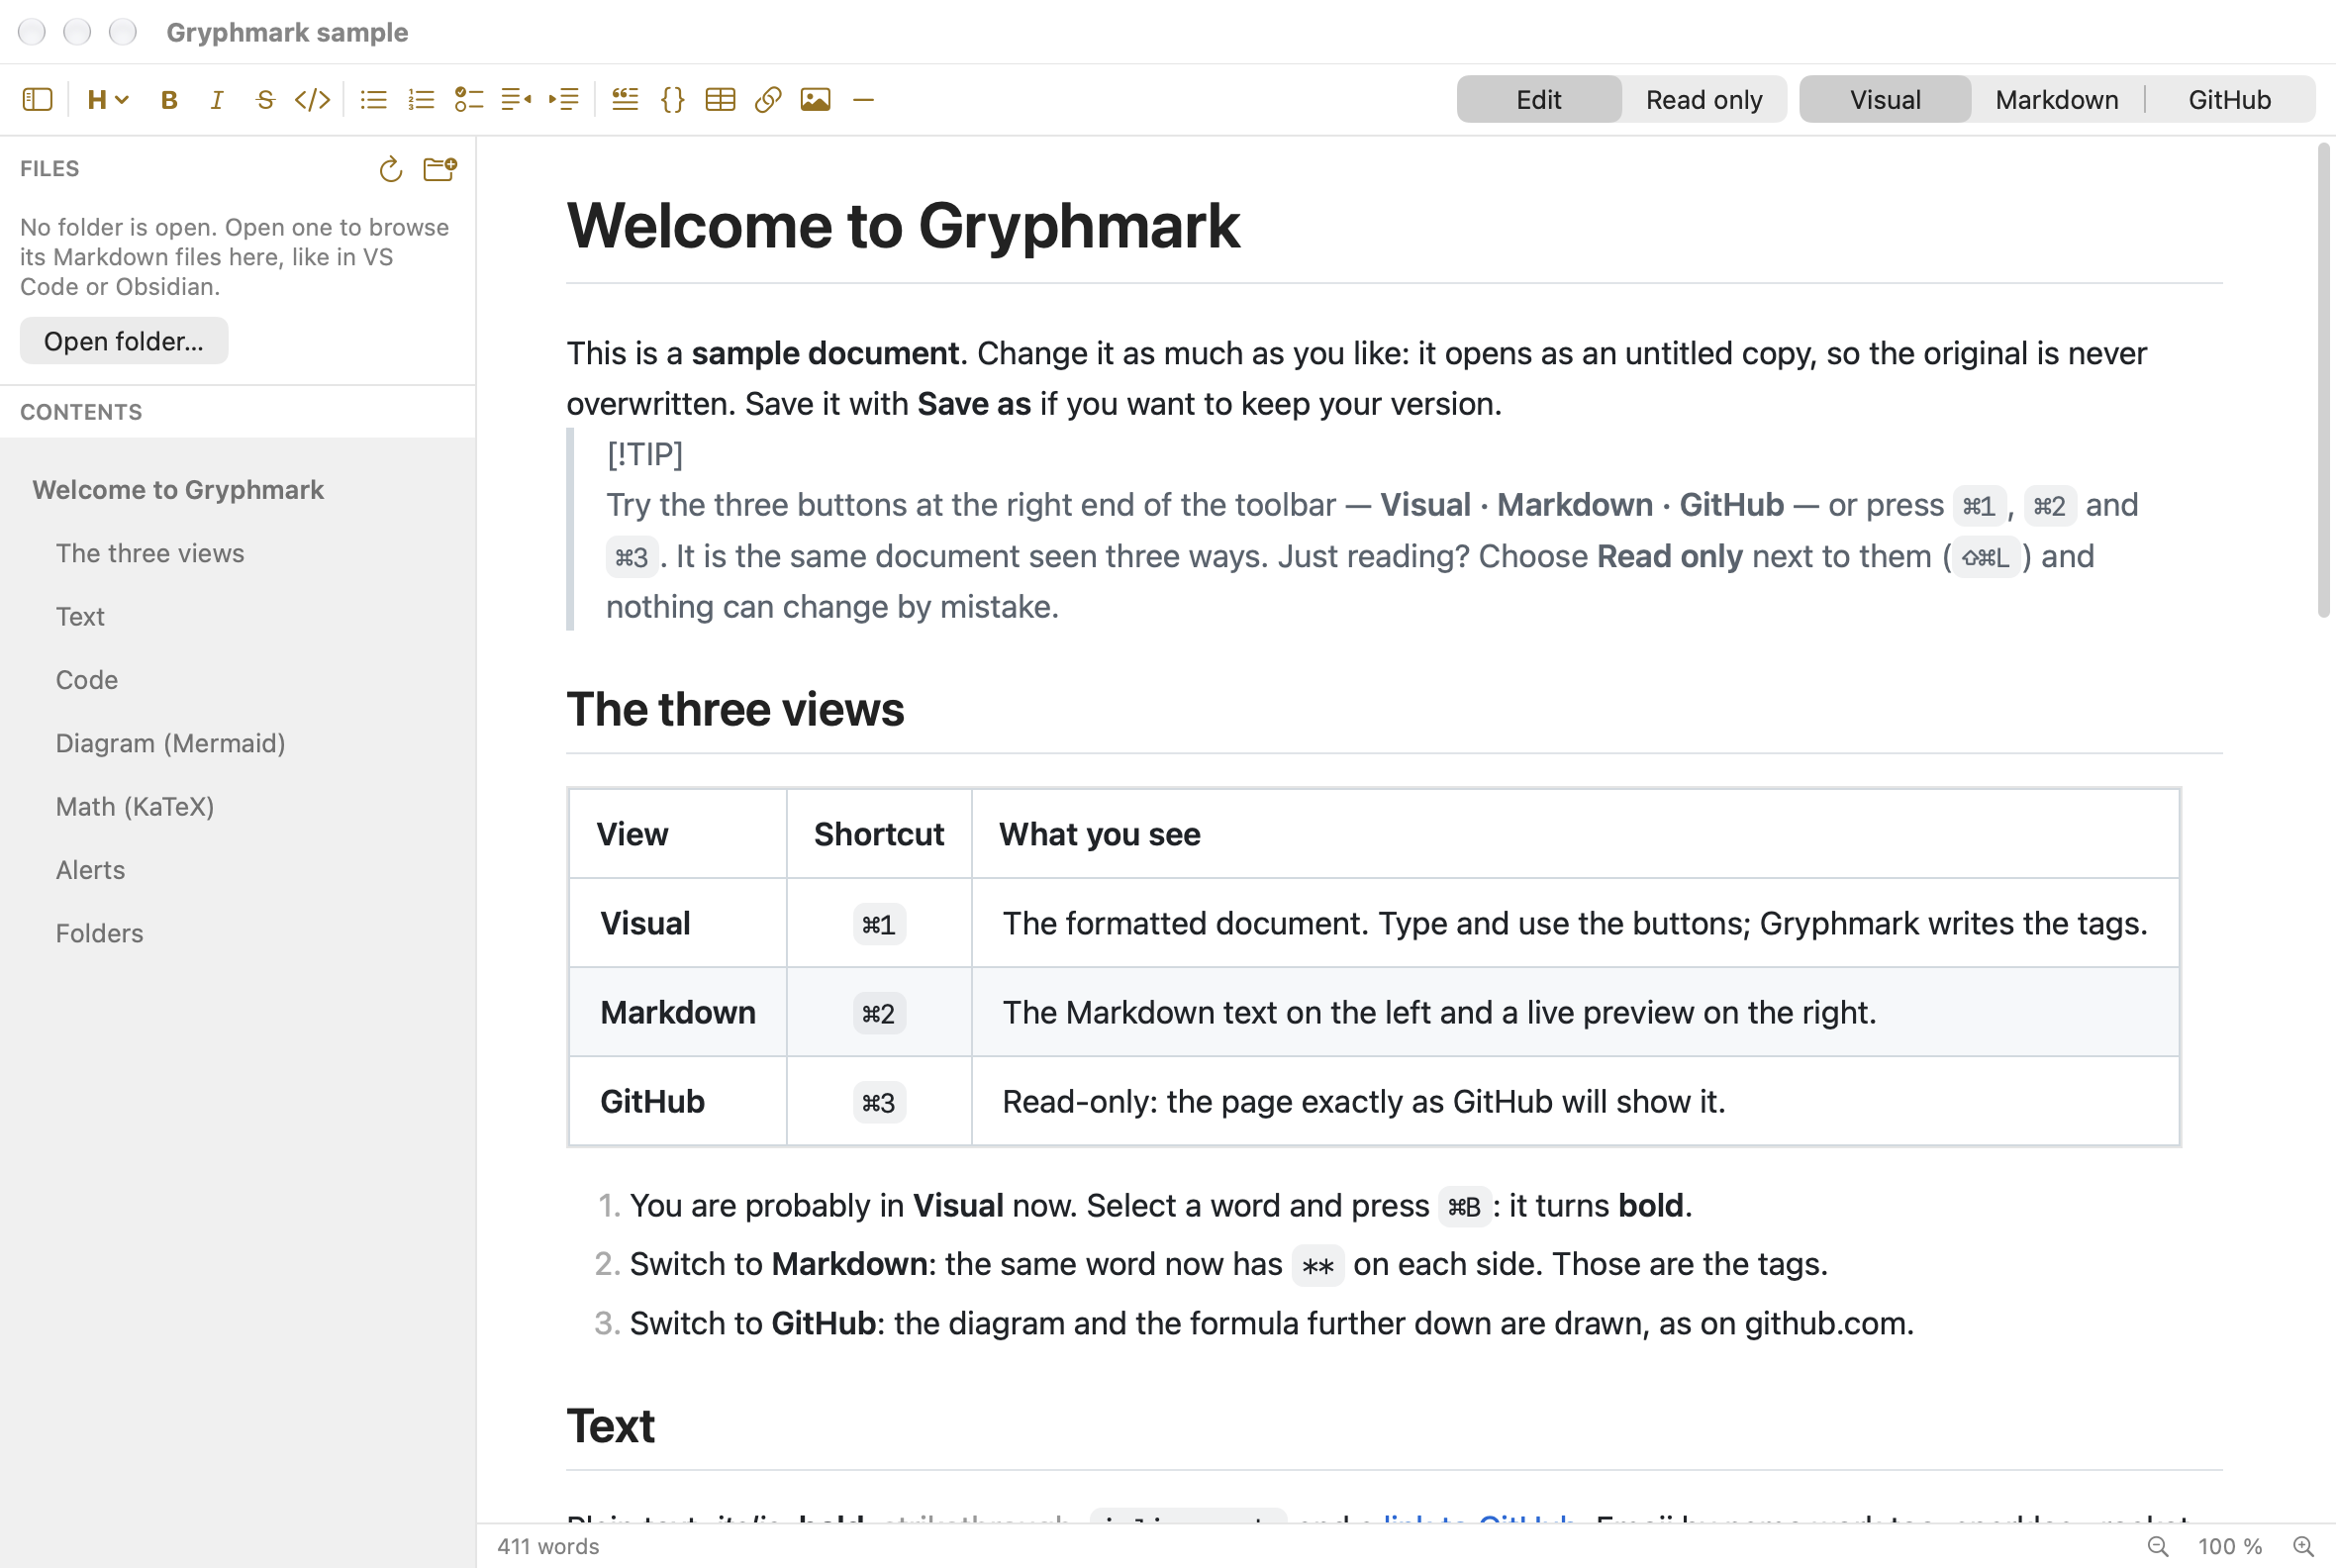 Gryphmark sample
H B I S </>
Edit Read only Visual Markdown GitHub
FILES
No folder is open. Open one to browse
its Markdown files here, like in VS
Code or Obsidian.
Open folder...
CONTENTS
Welcome to Gryphmark
The three views
Text
Code
Diagram (Mermaid)
Math (KaTeX)
Alerts
Folders
Welcome to Gryphmark
This is a sample document. Change it as much as you like: it opens as an untitled copy, so the original is never
overwritten. Save it with Save as if you want to keep your version.
[!TIP]
Try the three buttons at the right end of the toolbar — Visual · Markdown · GitHub — or press ⌘1, ⌘2 and
⌘3. It is the same document seen three ways. Just reading? Choose Read only next to them (⇧⌘L) and
nothing can change by mistake.
The three views
View Shortcut What you see
Visual ⌘1 The formatted document. Type and use the buttons; Gryphmark writes the tags.
Markdown ⌘2 The Markdown text on the left and a live preview on the right.
GitHub ⌘3 Read-only: the page exactly as GitHub will show it.
1. You are probably in Visual now. Select a word and press ⌘B: it turns bold.
2. Switch to Markdown: the same word now has ** on each side. Those are the tags.
3. Switch to GitHub: the diagram and the formula further down are drawn, as on github.com.
Text
411 words
100 %